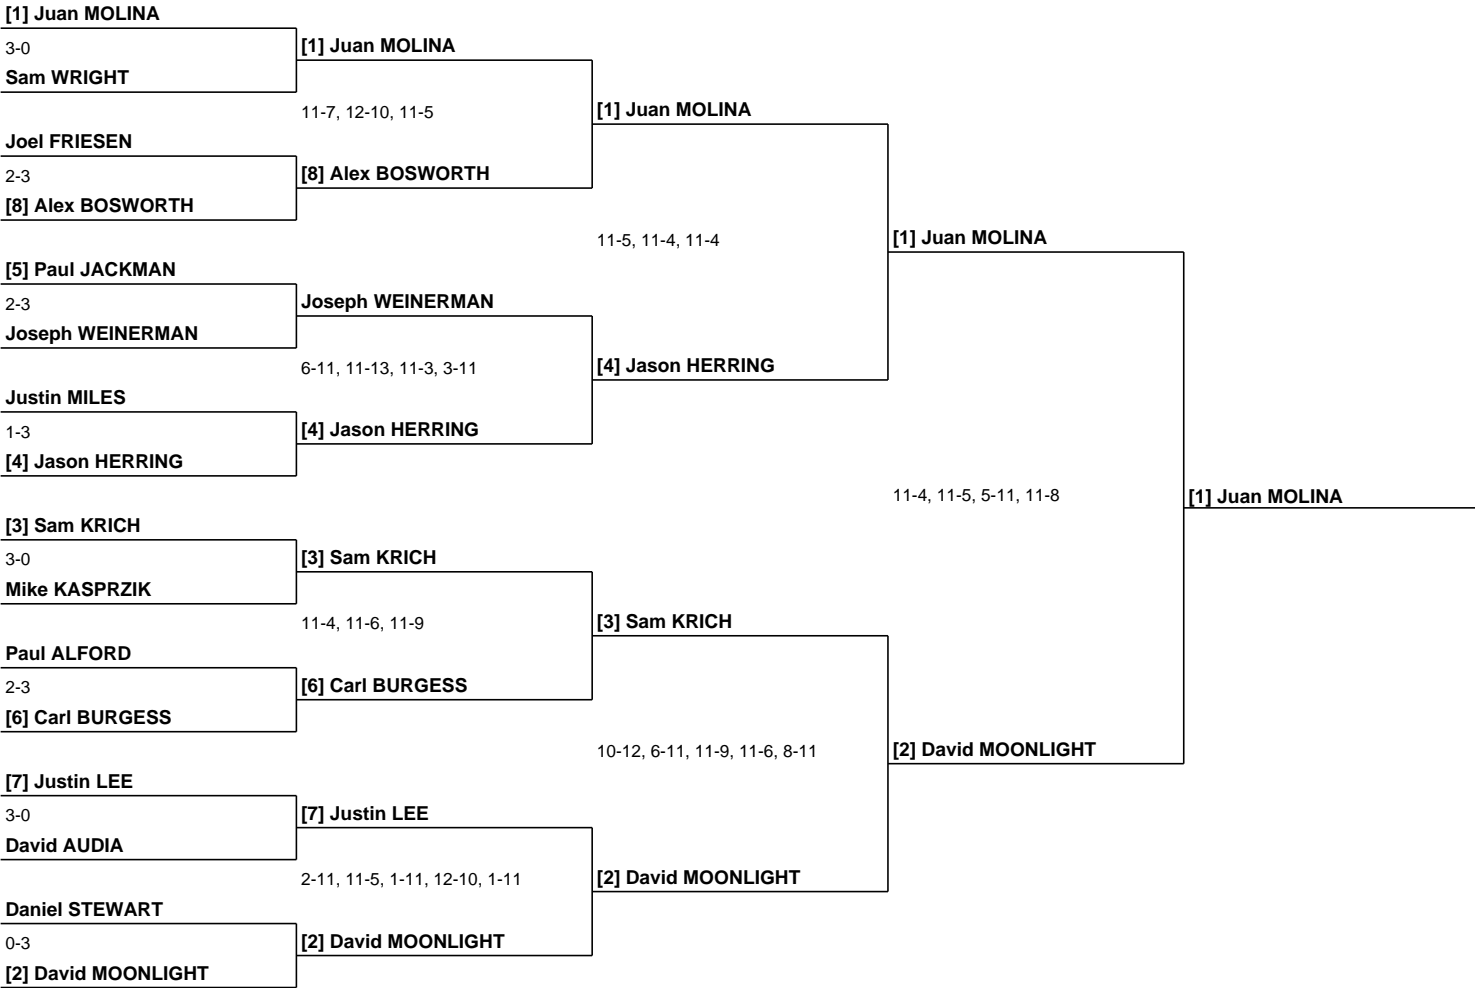 [1] Juan MOLINA
3-0
Sam WRIGHT
Joel FRIESEN
2-3
[8] Alex BOSWORTH
[5] Paul JACKMAN
2-3
Joseph WEINERMAN
Justin MILES
1-3
[4] Jason HERRING
[3] Sam KRICH
3-0
Mike KASPRZIK
Paul ALFORD
2-3
[6] Carl BURGESS
[7] Justin LEE
3-0
David AUDIA
Daniel STEWART
0-3
[2] David MOONLIGHT
[1] Juan MOLINA
11-7, 12-10, 11-5
[8] Alex BOSWORTH
Joseph WEINERMAN
6-11, 11-13, 11-3, 3-11
[4] Jason HERRING
[3] Sam KRICH
11-4, 11-6, 11-9
[6] Carl BURGESS
[7] Justin LEE
2-11, 11-5, 1-11, 12-10, 1-11
[2] David MOONLIGHT
[1] Juan MOLINA
11-5, 11-4, 11-4
[4] Jason HERRING
[3] Sam KRICH
10-12, 6-11, 11-9, 11-6, 8-11
[2] David MOONLIGHT
[1] Juan MOLINA
11-4, 11-5, 5-11, 11-8
[2] David MOONLIGHT
[1] Juan MOLINA